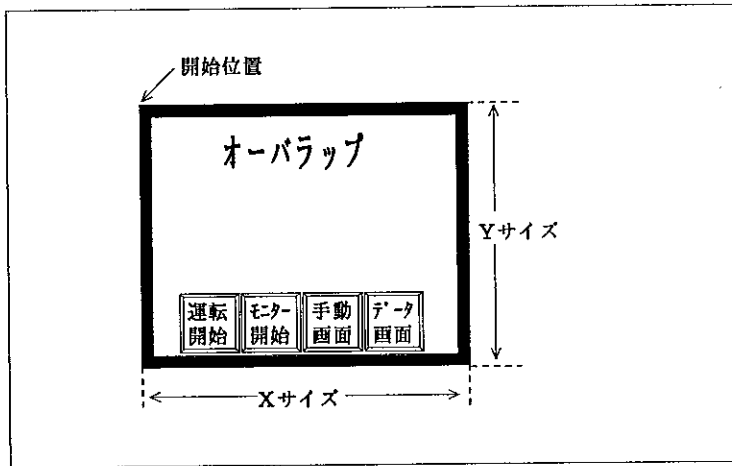 開始位置
オーバラップ
Yサイズ
運転
開始
モニター
開始
手動
画面
データ
画面
Xサイズ